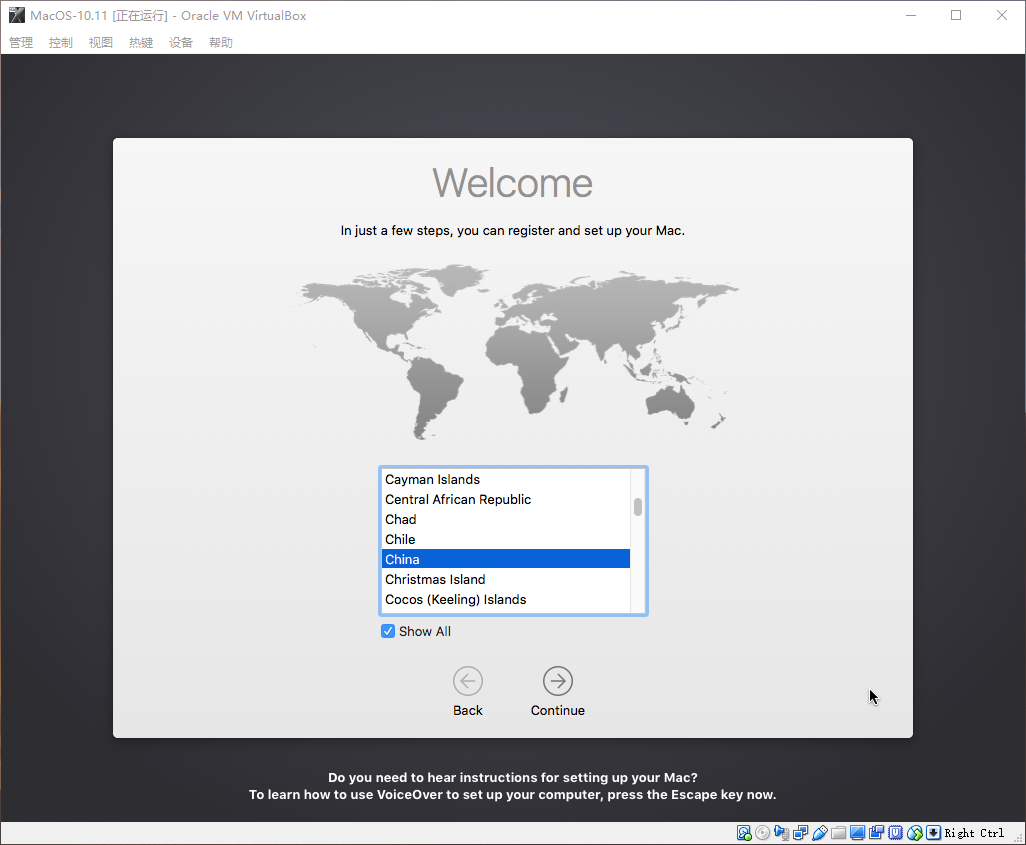 MacOS-10.11 [正在运行] - Oracle VM VirtualBox
管理 控制 视图 热键 设备 帮助
Welcome
In just a few steps, you can register and set up your Mac.
Cayman Islands
Central African Republic
Chad
Chile
China
Christmas Island
Cocos (Keeling) Islands
Show All
Back Continue
Do you need to hear instructions for setting up your Mac?
To learn how to use VoiceOver to set up your computer, press the Escape key now.
Right Ctrl